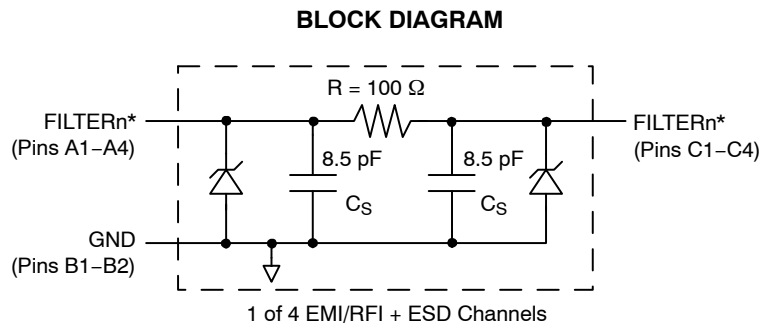 BLOCK DIAGRAM
R = 100 Ω
FILTERn*
(Pins A1–A4)
FILTERn*
(Pins C1–C4)
8.5 pF
8.5 pF
CS
CS
GND
(Pins B1–B2)
1 of 4 EMI/RFI + ESD Channels